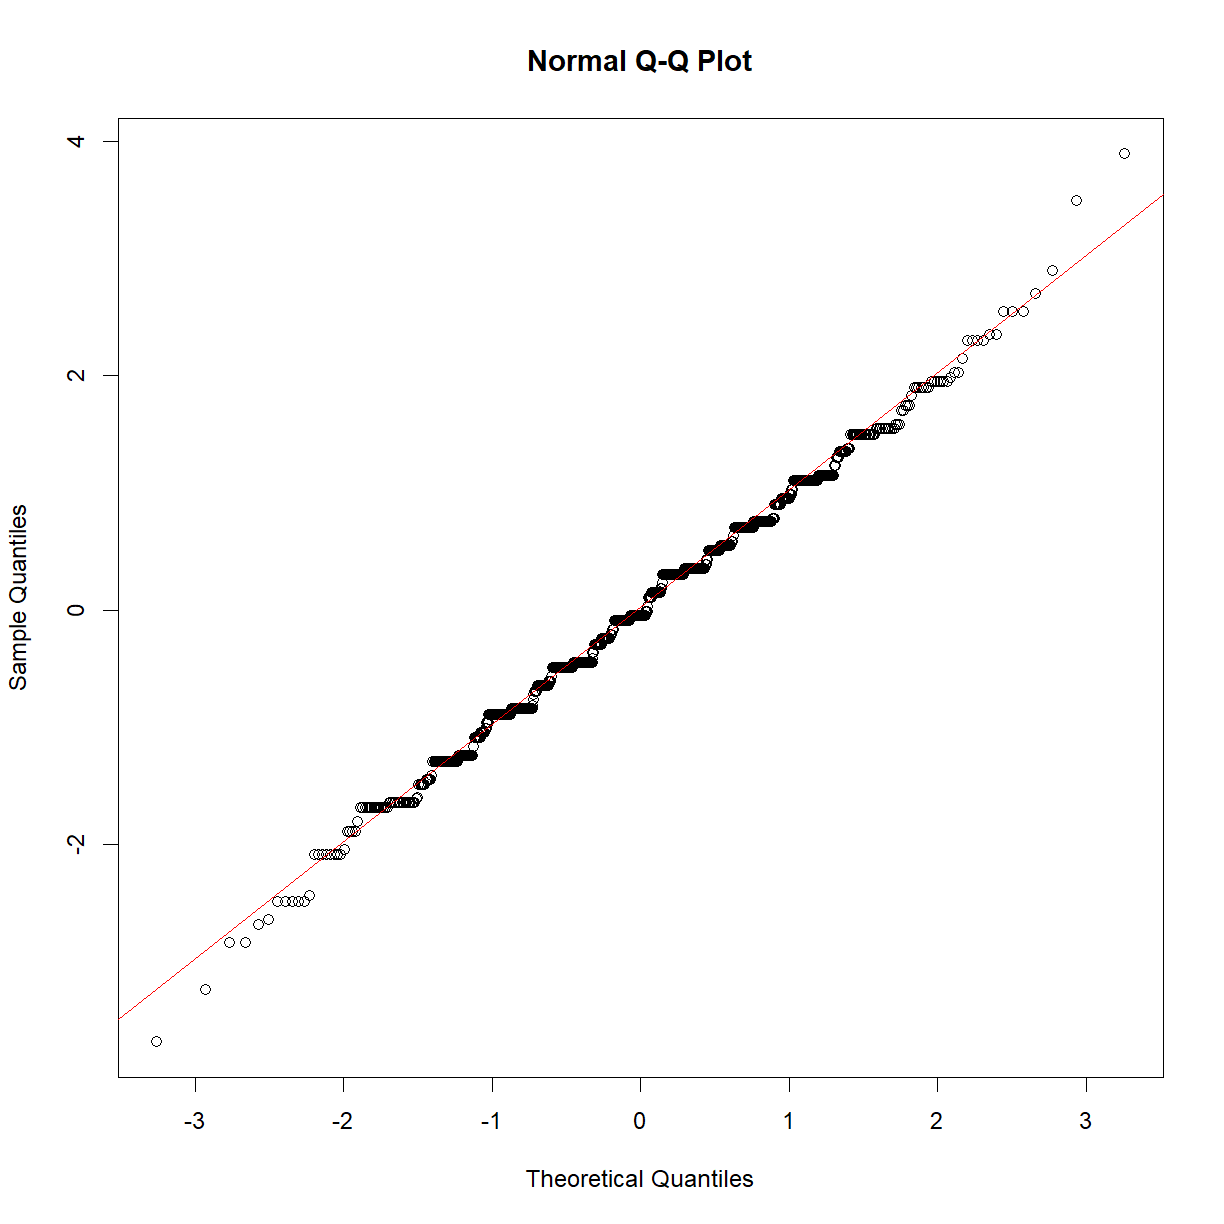 Normal Q-Q Plot
4
2
0
-2
Sample Quantiles
-3 -2 -1 0 1 2 3
Theoretical Quantiles